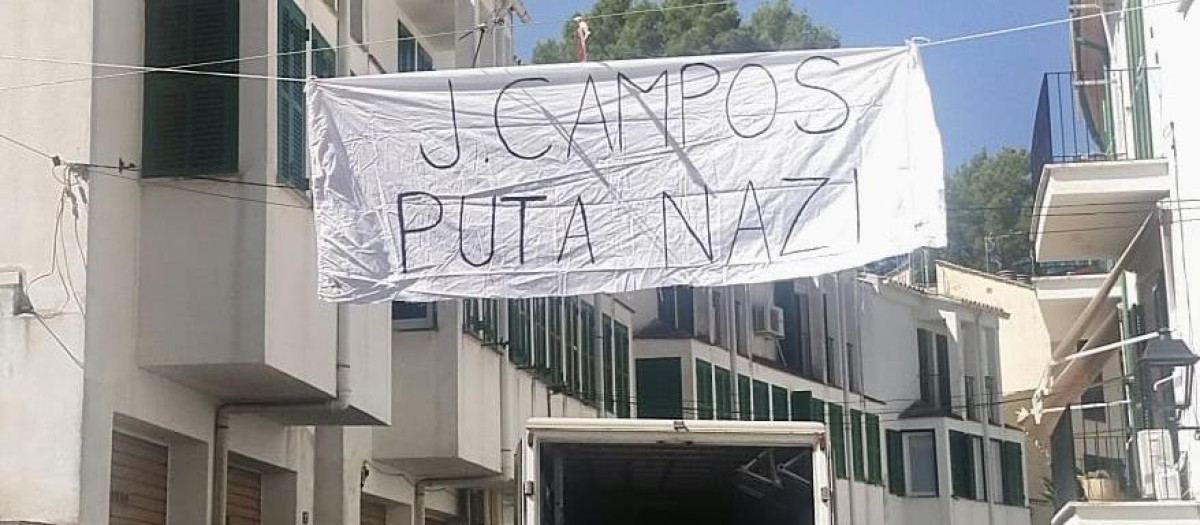 J. CAMPOS
PUTA NAZI